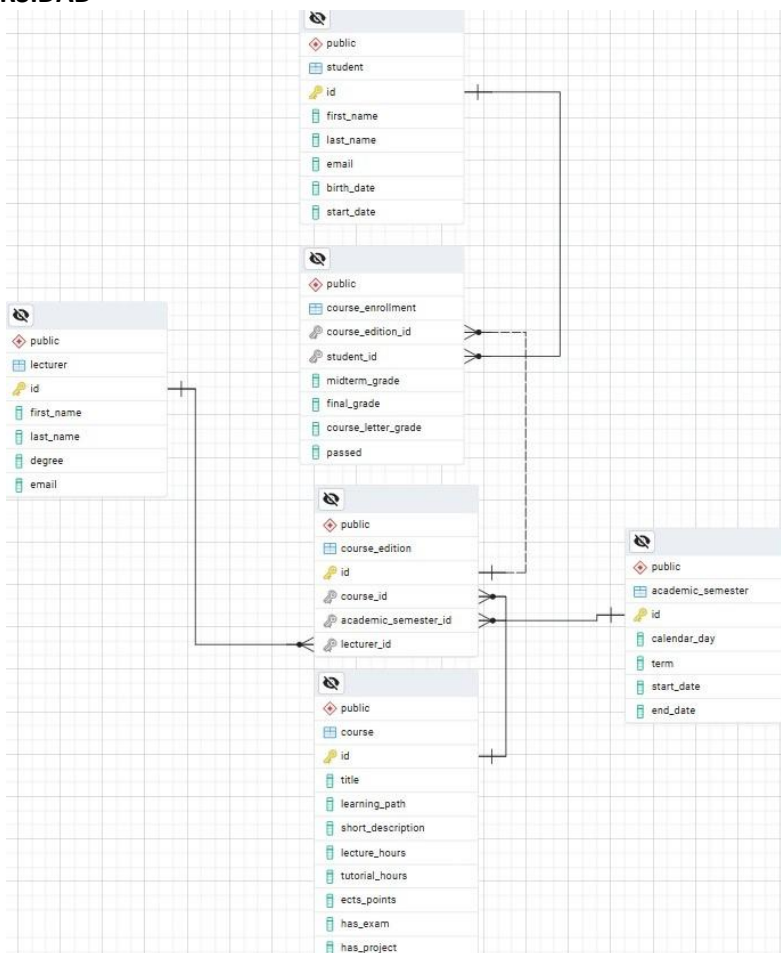 public
student
id
first_name
last_name
email
birth_date
start_date
public
course_enrollment
course_edition_id
student_id
midterm_grade
final_grade
course_letter_grade
passed
public
lecturer
id
first_name
last_name
degree
email
public
course_edition
id
course_id
academic_semester_id
lecturer_id
public
academic_semester
id
calendar_day
term
start_date
end_date
public
course
id
title
learning_path
short_description
lecture_hours
tutorial_hours
ects_points
has_exam
has_project